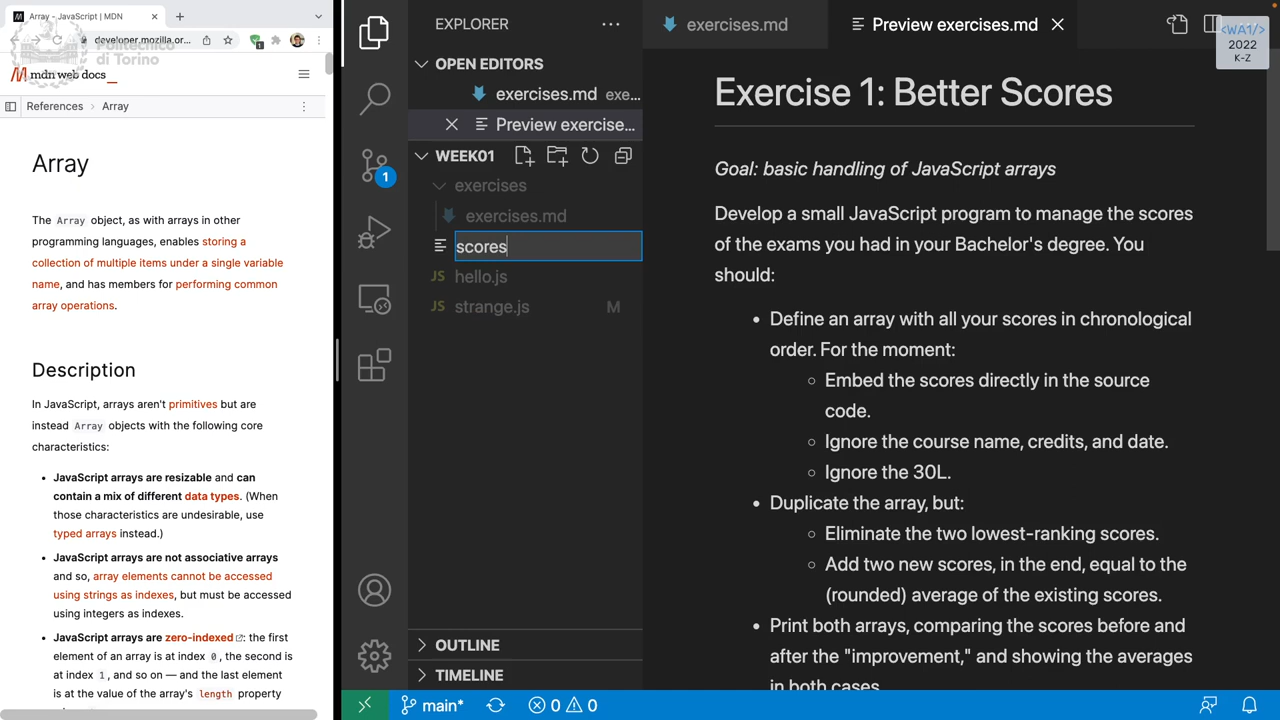 Array - JavaScript | MDN
developer.mozilla.or...
1
Politecnico
di Torino
mdn web docs
References
Array
Array
The Array object, as with arrays in other
programming languages, enables storing a
collection of multiple items under a single variable
name, and has members for performing common
array operations.
Description
In JavaScript, arrays aren't primitives but are
instead Array objects with the following core
characteristics:
JavaScript arrays are resizable and can
contain a mix of different data types. (When
those characteristics are undesirable, use
typed arrays instead.)
JavaScript arrays are not associative arrays
and so, array elements cannot be accessed
using strings as indexes, but must be accessed
using integers as indexes.
JavaScript arrays are zero-indexed: the first
element of an array is at index 0, the second is
at index 1, and so on — and the last element
is at the value of the array's length property
1
EXPLORER
OPEN EDITORS
exercises.md exe...
Preview exercise...
WEEK01
exercises
exercises.md
scores
JS hello.js
JS strange.js M
OUTLINE
TIMELINE
exercises.md
Preview exercises.md
<WA1/>
2022
K-Z
Exercise 1: Better Scores
Goal: basic handling of JavaScript arrays
Develop a small JavaScript program to manage the scores
of the exams you had in your Bachelor's degree. You
should:
Define an array with all your scores in chronological
order. For the moment:
Embed the scores directly in the source
code.
Ignore the course name, credits, and date.
Ignore the 30L.
Duplicate the array, but:
Eliminate the two lowest-ranking scores.
Add two new scores, in the end, equal to the
(rounded) average of the existing scores.
Print both arrays, comparing the scores before and
after the "improvement," and showing the averages
in both cases
main*
0 0